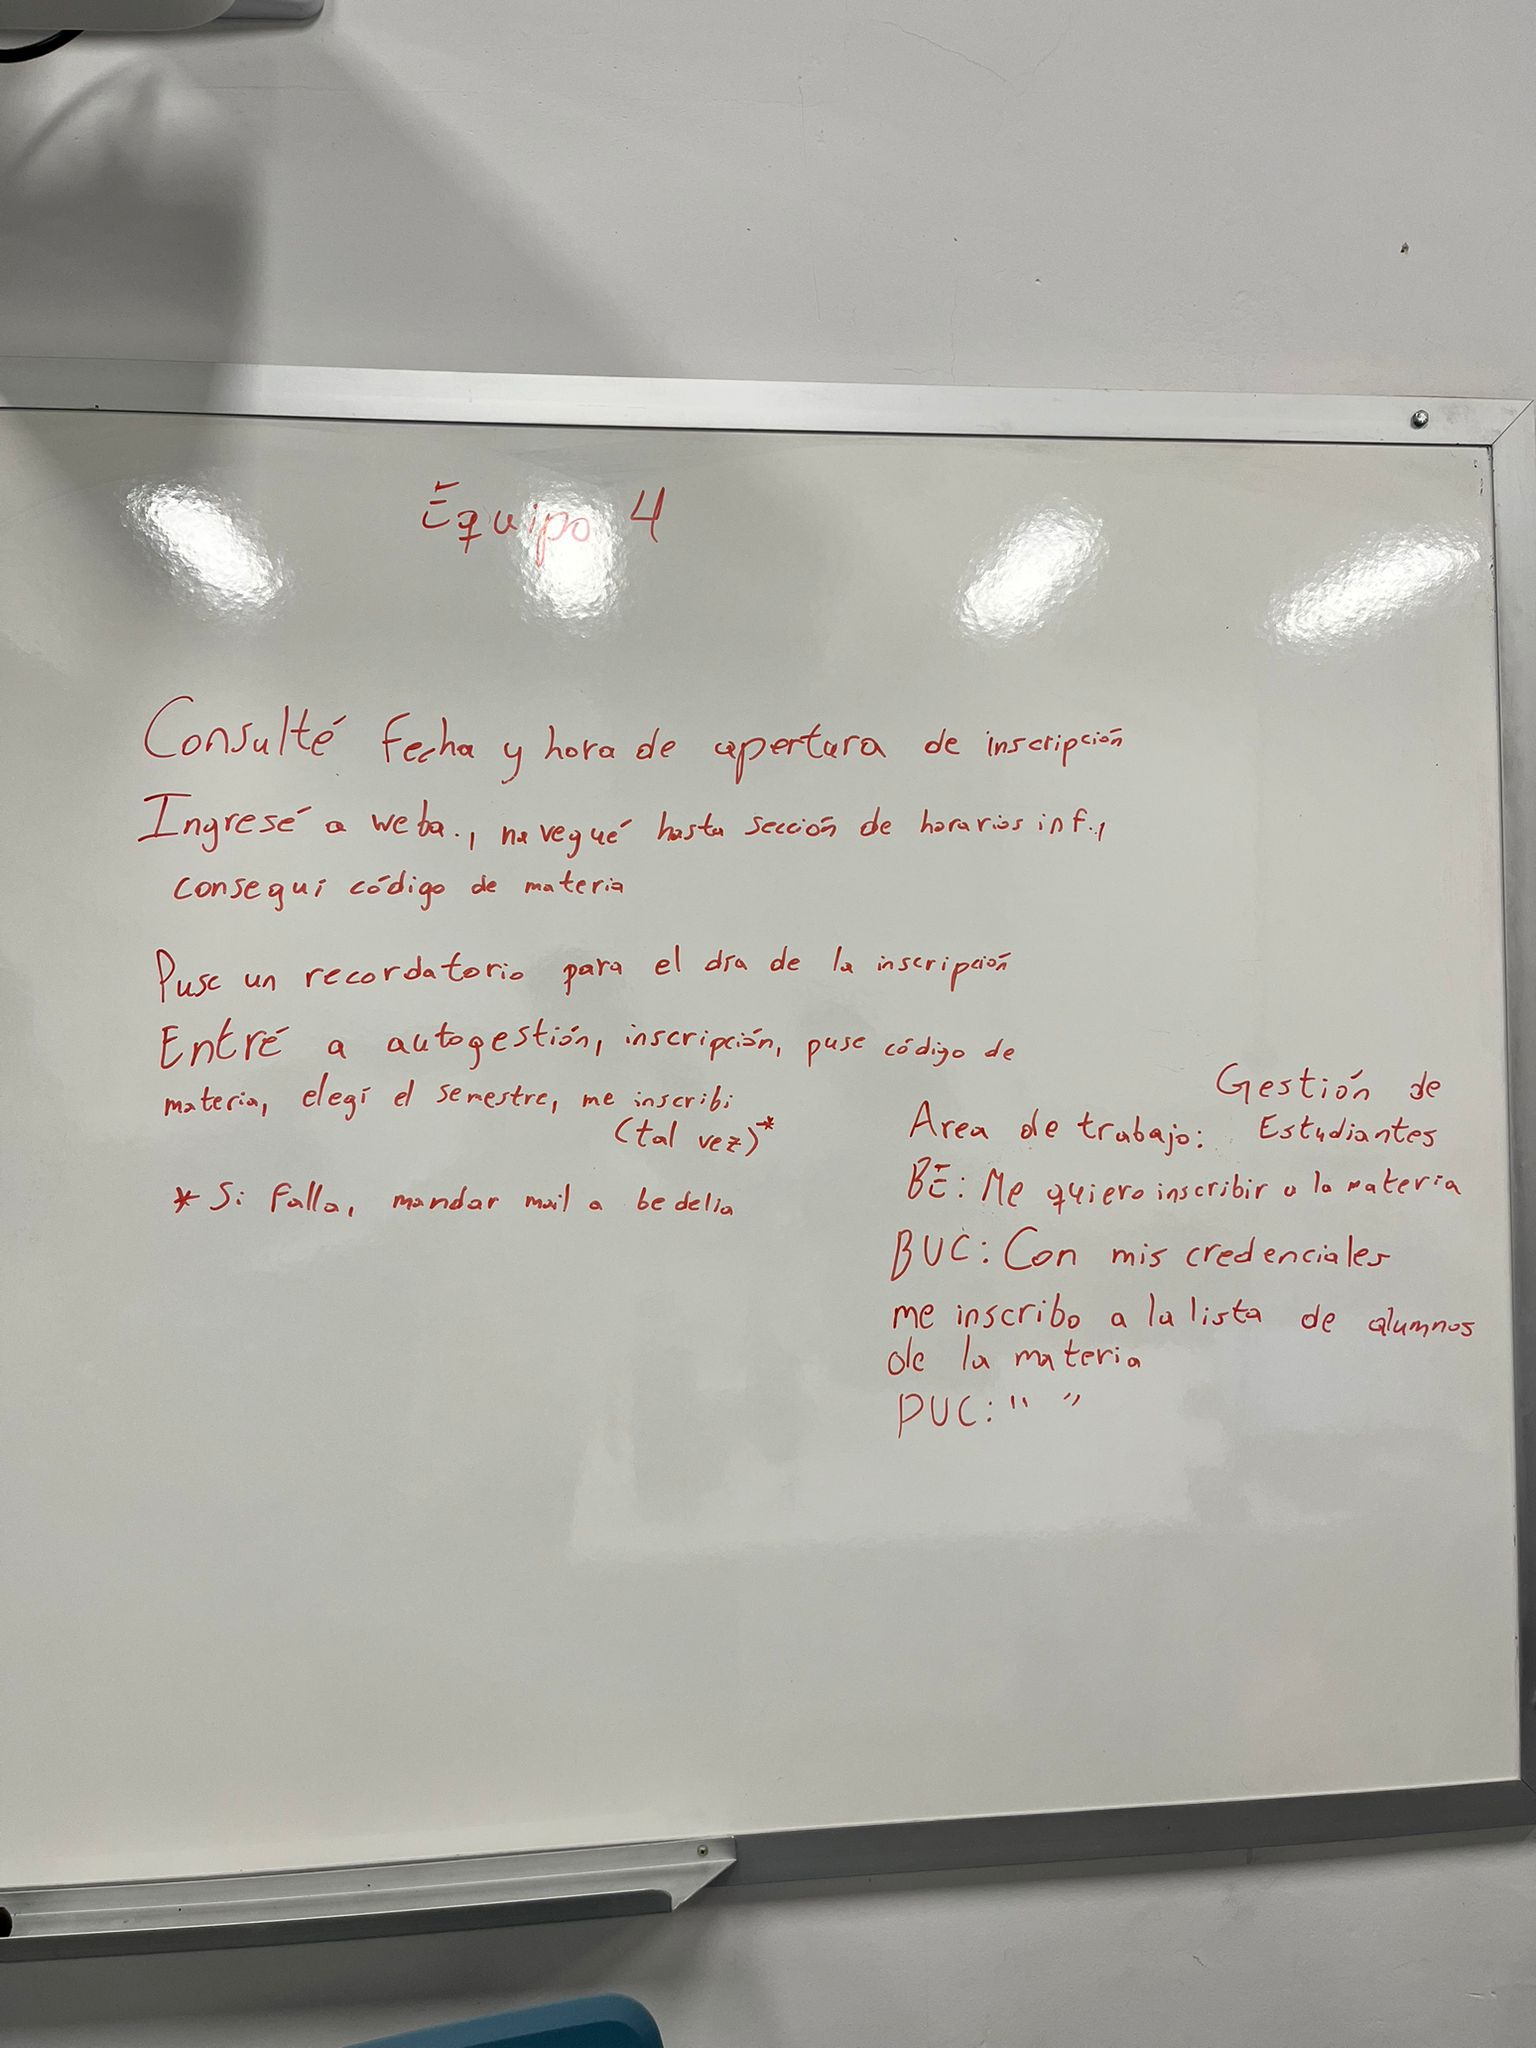 Equipo 4
Consulté fecha y hora de apertura de inscripción
Ingresé a weba., navegué hasta sección de horarios inf.,
conseguí código de materia
Puse un recordatorio para el día de la inscripción
Entré a autogestión, inscripción, puse código de
materia, elegí el semestre, me inscribi
(tal vez)*
* Si falla, mandar mail a bedelia
Gestión de
Area de trabajo: Estudiantes
BE: Me quiero inscribir a la materia
BUC: Con mis credenciales
me inscribo a la lista de alumnos
de la materia
PUC: " "